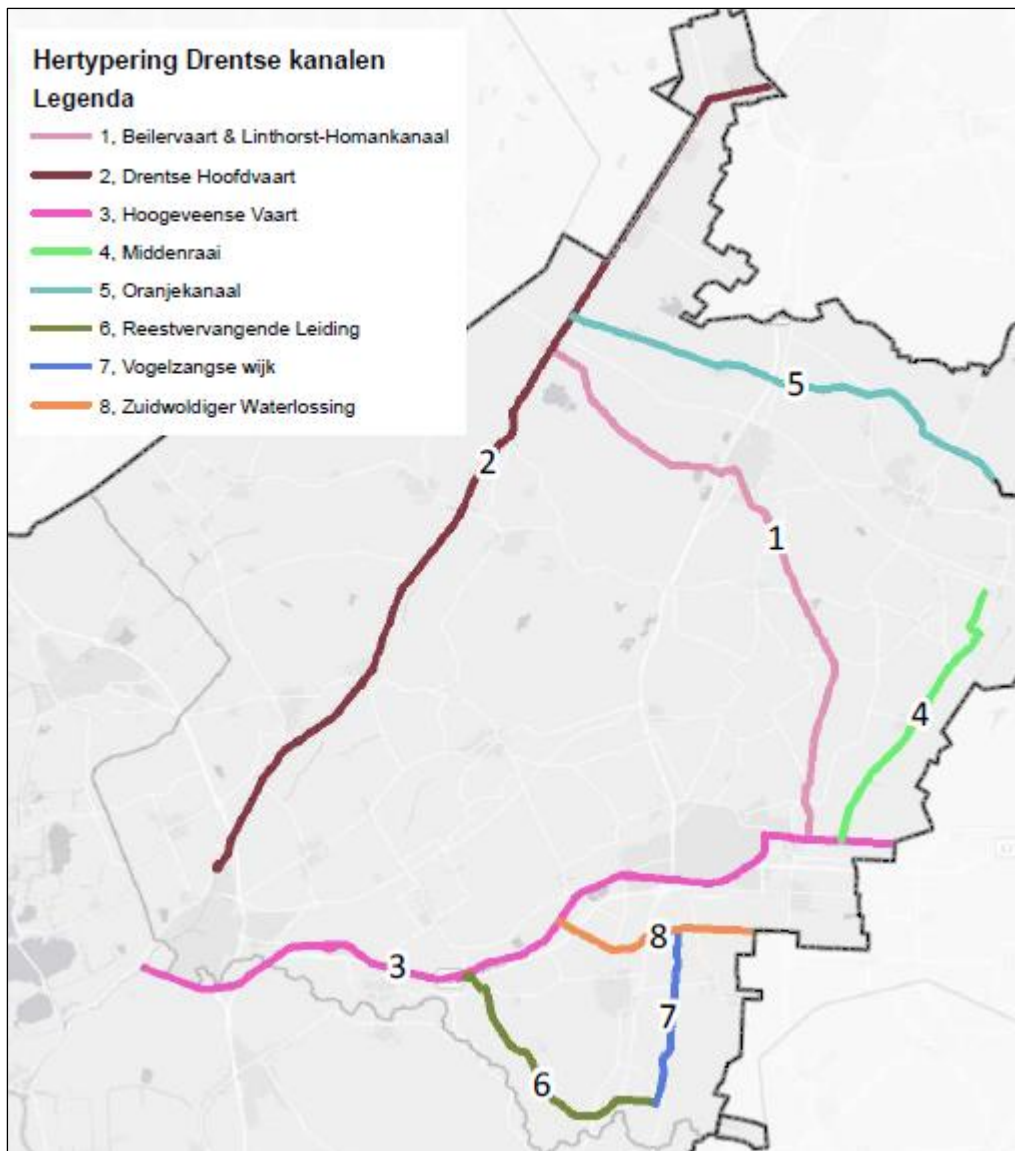 Hertypering Drentse kanalen
Legenda
1, Beilervaart & Linthorst-Homankanaal
2, Drentse Hoofdvaart
3, Hoogeveense Vaart
4, Middenraai
5, Oranjekanaal
6, Reestvervangende Leiding
7, Vogelzangse wijk
8, Zuidwoldiger Waterlossing
5
2
1
4
8
3
7
6